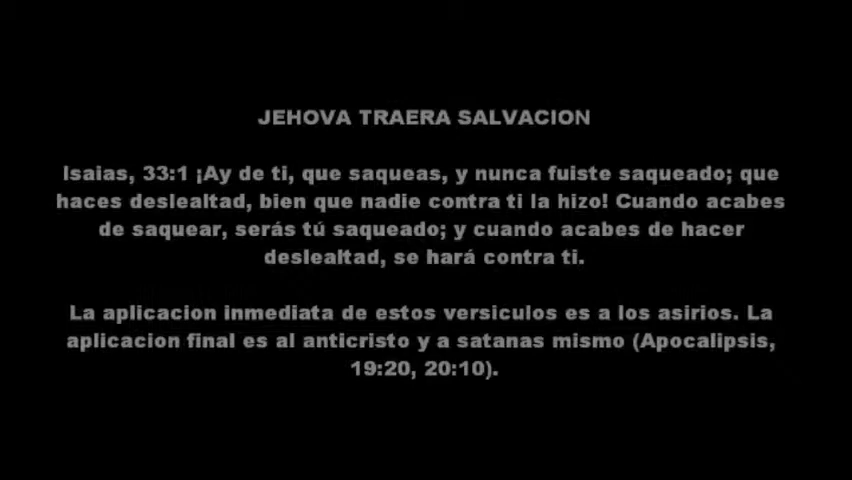 JEHOVA TRAERA SALVACION
Isaias, 33:1 ¡Ay de ti, que saqueas, y nunca fuiste saqueado; que
haces deslealtad, bien que nadie contra ti la hizo! Cuando acabes
de saquear, serás tú saqueado; y cuando acabes de hacer
deslealtad, se hará contra ti.
La aplicacion inmediata de estos versiculos es a los asirios. La
aplicacion final es al anticristo y a satanas mismo (Apocalipsis,
19:20, 20:10).